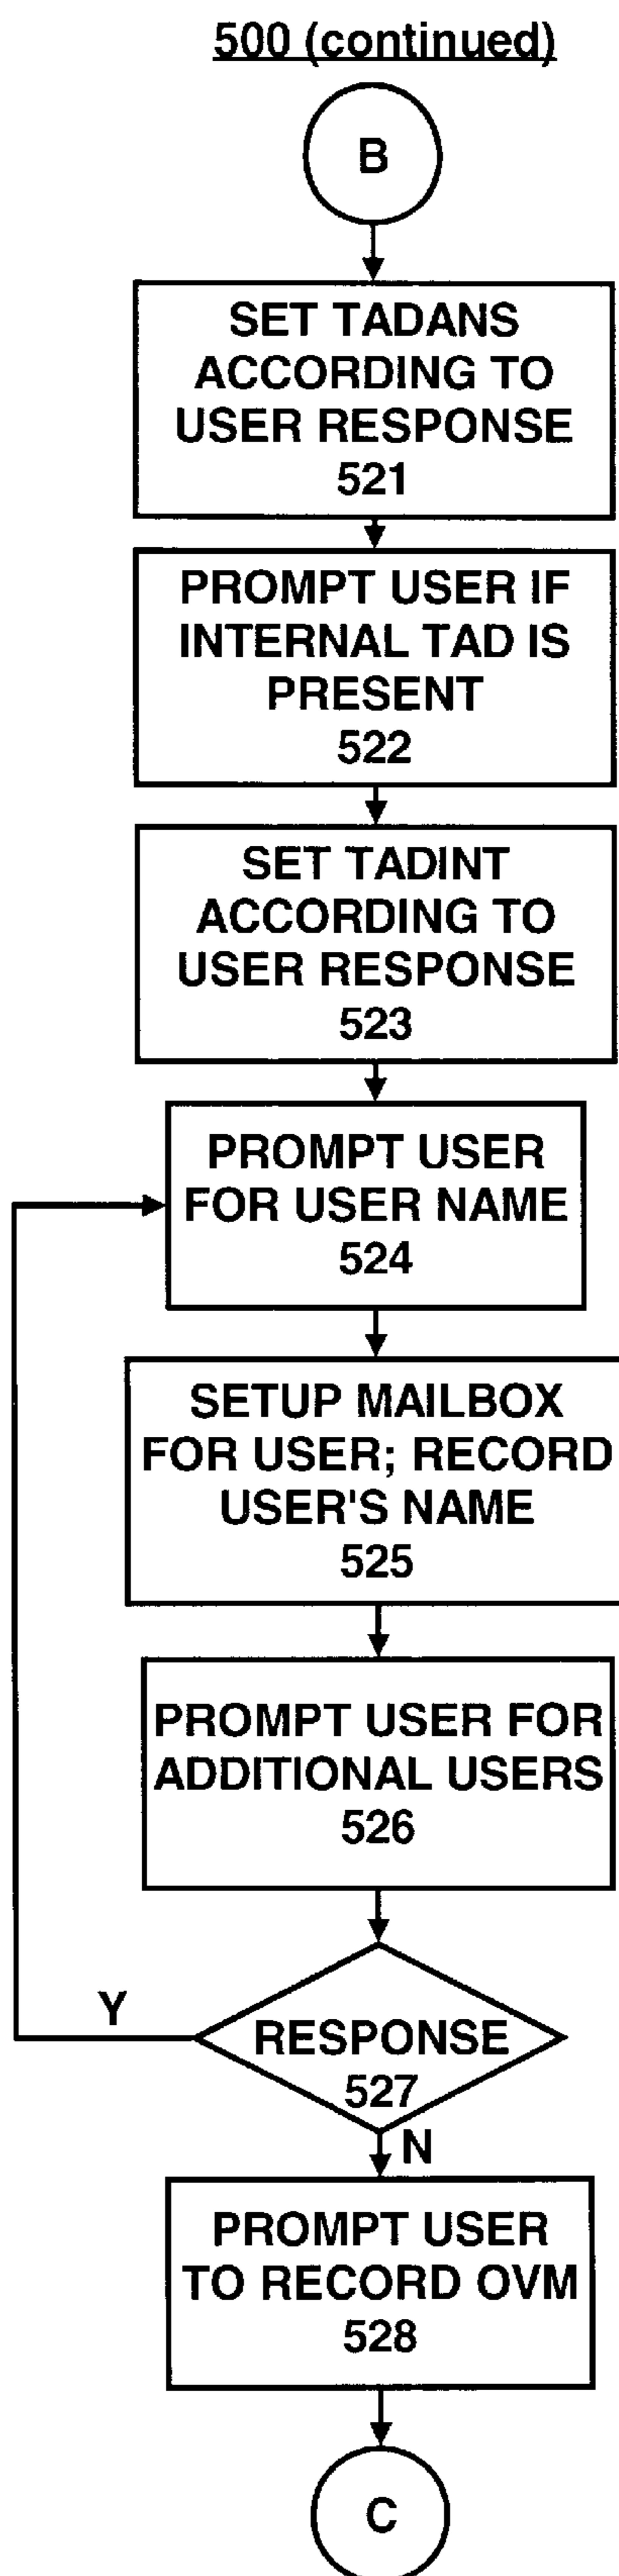 500 (continued)
B
SET TADANS
ACCORDING TO
USER RESPONSE
521
PROMPT USER IF
INTERNAL TAD IS
PRESENT
522
SET TADINT
ACCORDING TO
USER RESPONSE
523
PROMPT USER
FOR USER NAME
524
SETUP MAILBOX
FOR USER; RECORD
USER'S NAME
525
PROMPT USER FOR
ADDITIONAL USERS
526
Y
RESPONSE
527
N
PROMPT USER
TO RECORD OVM
528
C